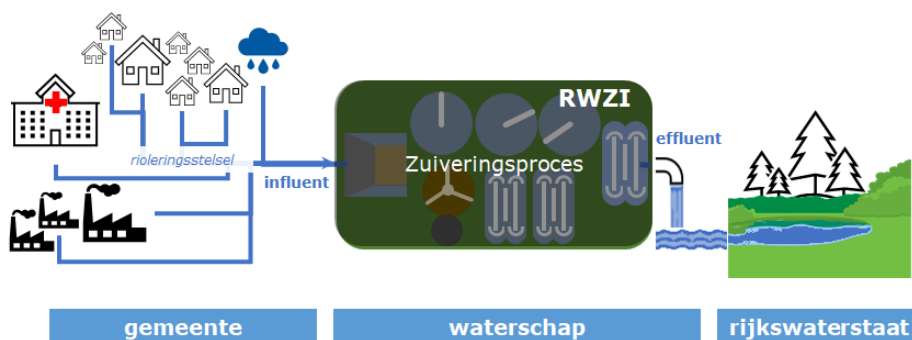 RWZI
rioleringsstelsel
influent
Zuiveringsproces
effluent
gemeente
waterschap
rijkswaterstaat